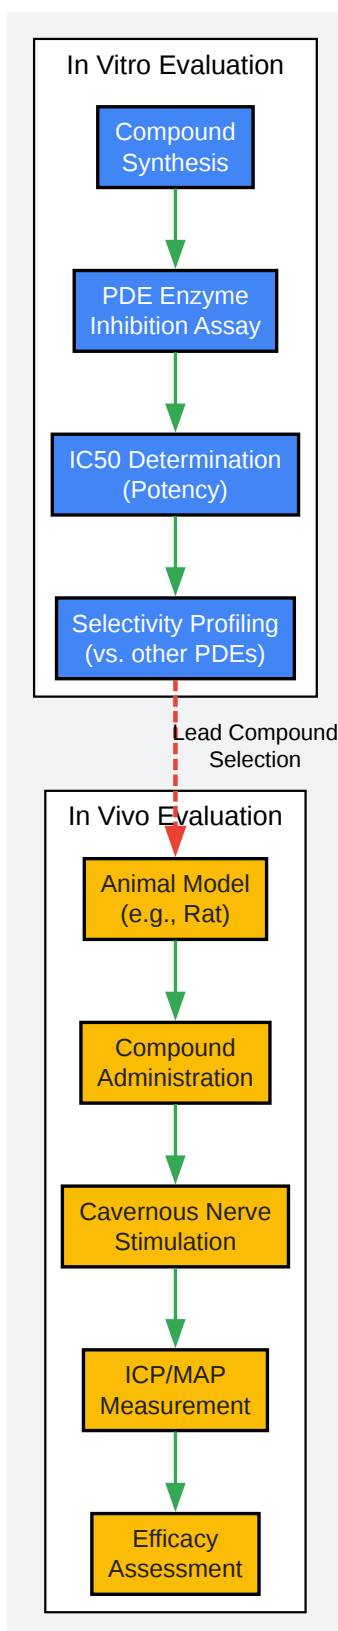 In Vitro Evaluation
Compound
Synthesis
PDE Enzyme
Inhibition Assay
IC50 Determination
(Potency)
Selectivity Profiling
(vs. other PDEs)
Lead Compound
Selection
In Vivo Evaluation
Animal Model
(e.g., Rat)
Compound
Administration
Cavernous Nerve
Stimulation
ICP/MAP
Measurement
Efficacy
Assessment